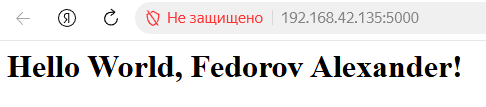 Не защищено 192.168.42.135:5000
Hello World, Fedorov Alexander!